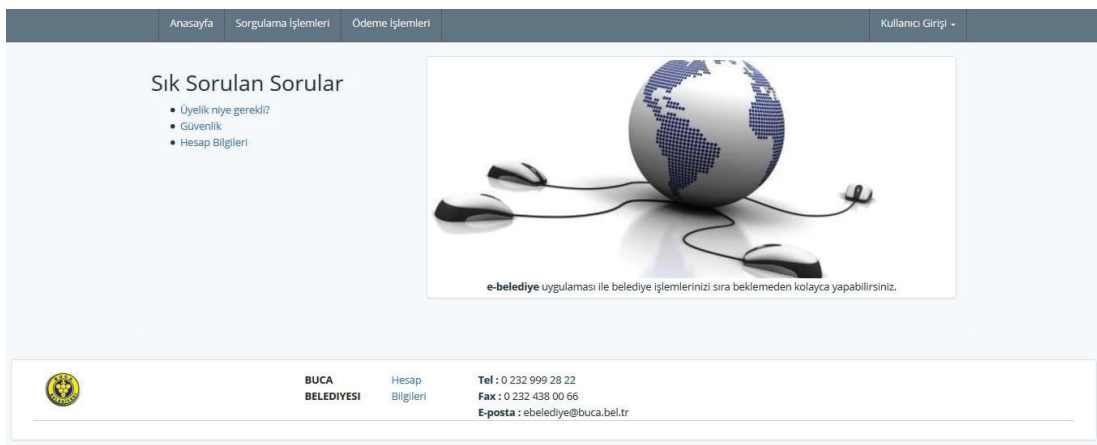 Anasayfa Sorgulama İşlemleri Ödeme İşlemleri Kullanıcı Girişi
Sık Sorulan Sorular
Üyelik niye gerekli?
Güvenlik
Hesap Bilgileri
e-belediye uygulaması ile belediye işlemlerinizi sıra beklemeden kolayca yapabilirsiniz.
BUCA
BELEDIYESI
Hesap
Bilgileri
Tel : 0 232 999 28 22
Fax : 0 232 438 00 66
E-posta : ebelediye@buca.bel.tr